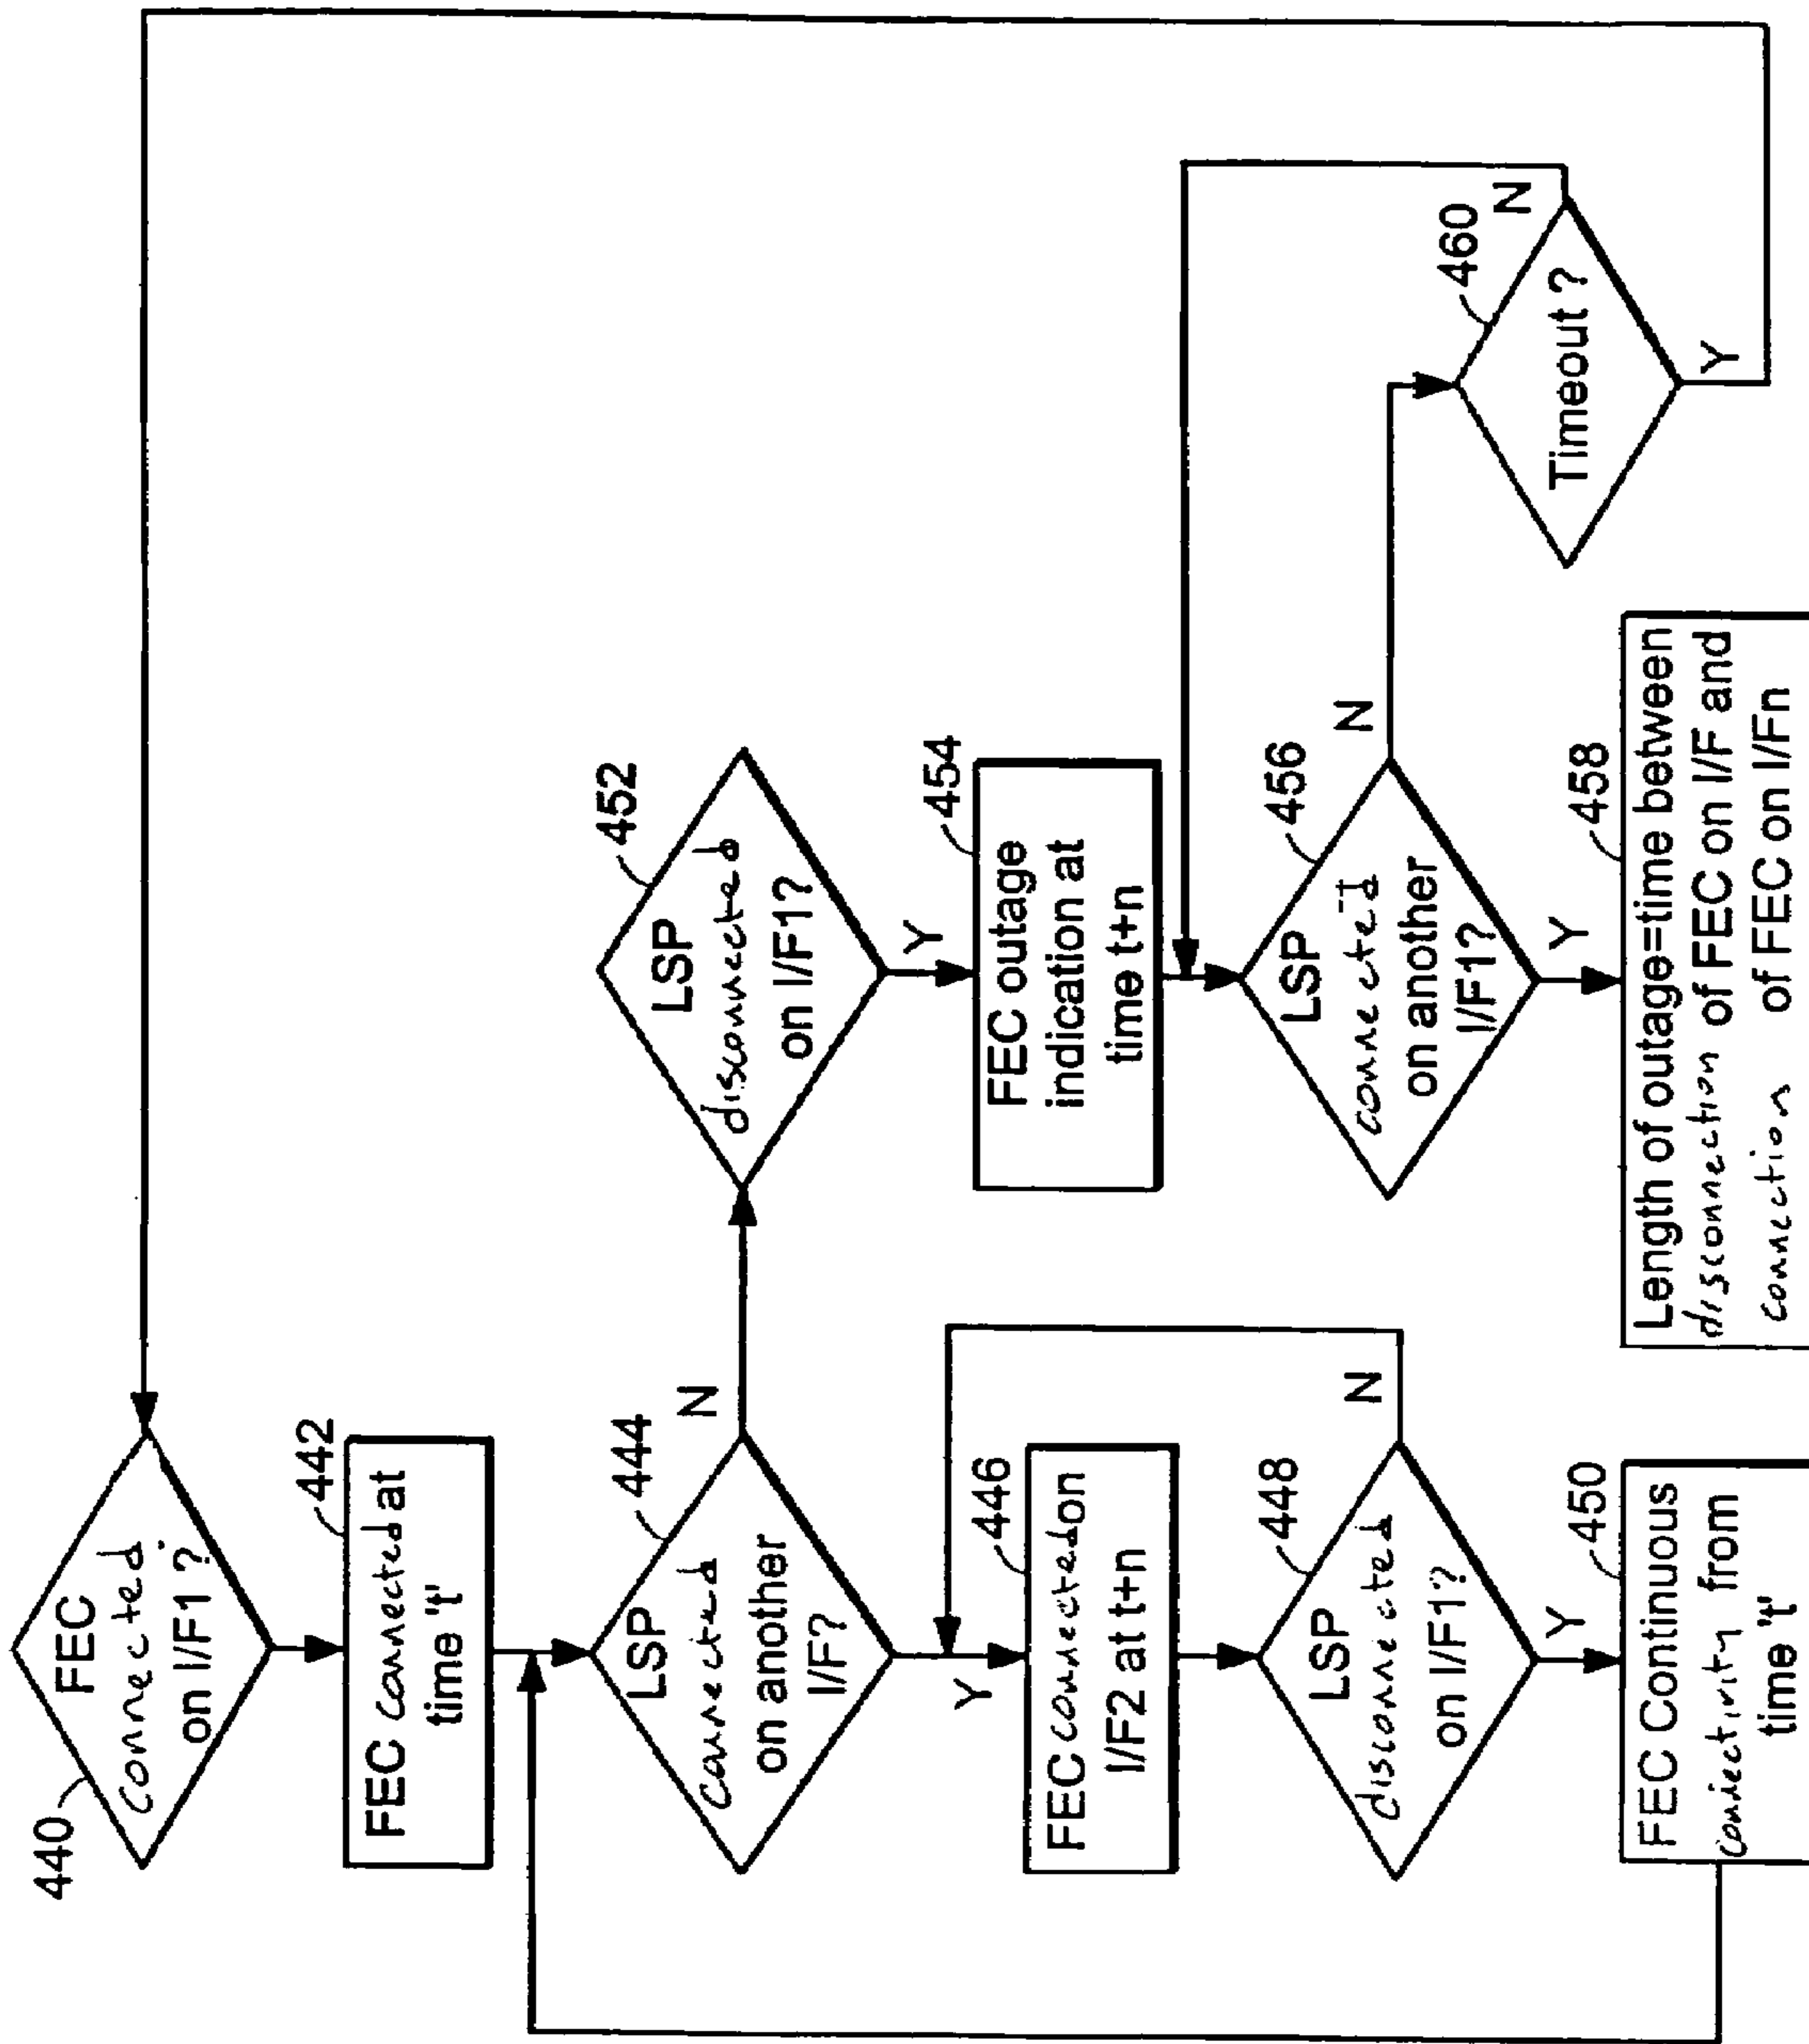 440
FEC
Connected
on I/F1 ?
442
FEC connected at
time 't'
444
LSP
connected
on another
I/F?
N
Y
446
FEC connected on
I/F2 at t+n
448
LSP
disconnected
on I/F1?
N
Y
450
FEC Continuous
connectivity from
time 't'
452
LSP
disconnected
on I/F1?
Y
454
FEC outage
indication at
time t+n
456
LSP
connected
on another
I/F1?
N
Y
458
Length of outage=time between
disconnection of FEC on I/F and
connection of FEC on I/Fn
460
Timeout ?
N
Y